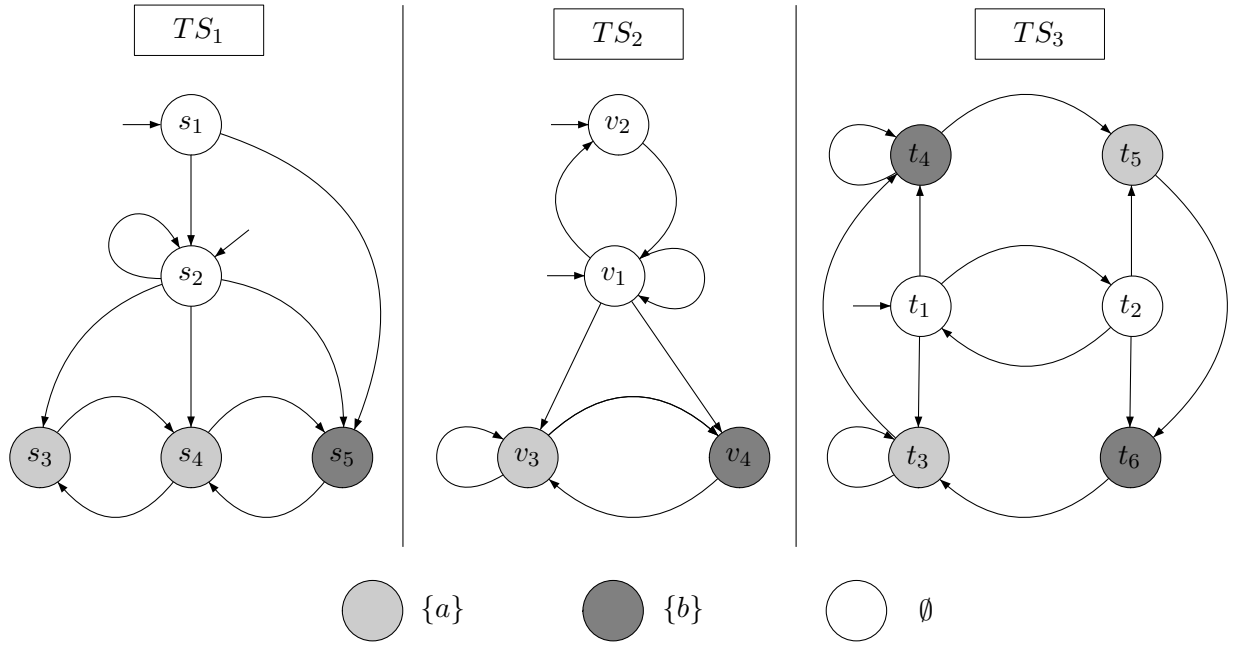 TS₁ TS₂ TS₃
s₁ v₂
t₄ t₅
s₂ v₁
t₁ t₂
s₃ s₄ s₅ v₃ v₄ t₃ t₆
{a} {b} ∅